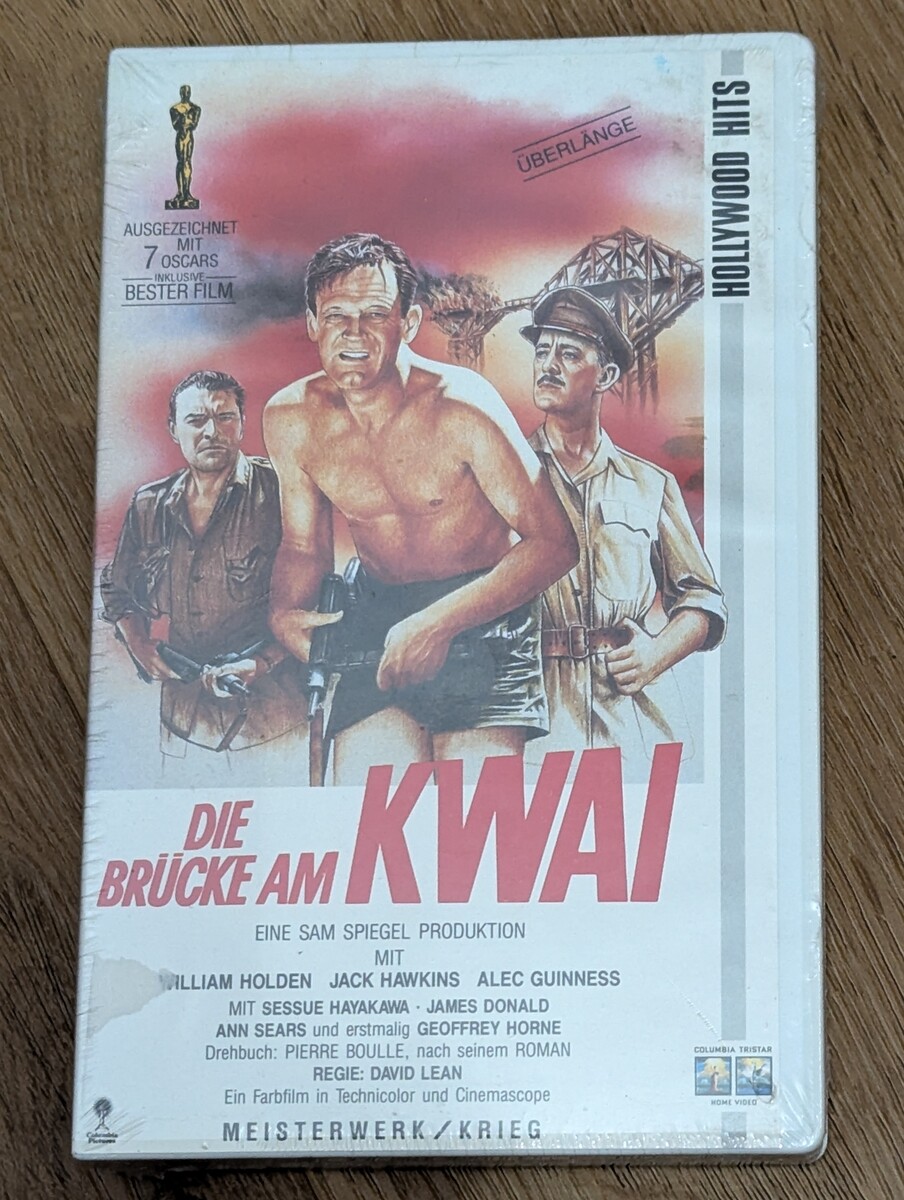 ÜBERLÄNGE
HOLLYWOOD HITS
AUSGEZEICHNET
MIT
7 OSCARS
INKLUSIVE
BESTER FILM
DIE
BRÜCKE AM KWAI
EINE SAM SPIEGEL PRODUKTION
MIT
WILLIAM HOLDEN JACK HAWKINS ALEC GUINNESS
MIT SESSUE HAYAKAWA · JAMES DONALD
ANN SEARS und erstmalig GEOFFREY HORNE
Drehbuch: PIERRE BOULLE, nach seinem ROMAN
REGIE: DAVID LEAN
Ein Farbfilm in Technicolor und Cinemascope
MEISTERWERK/KRIEG
Columbia
Pictures
COLUMBIA TRISTAR
HOME VIDEO